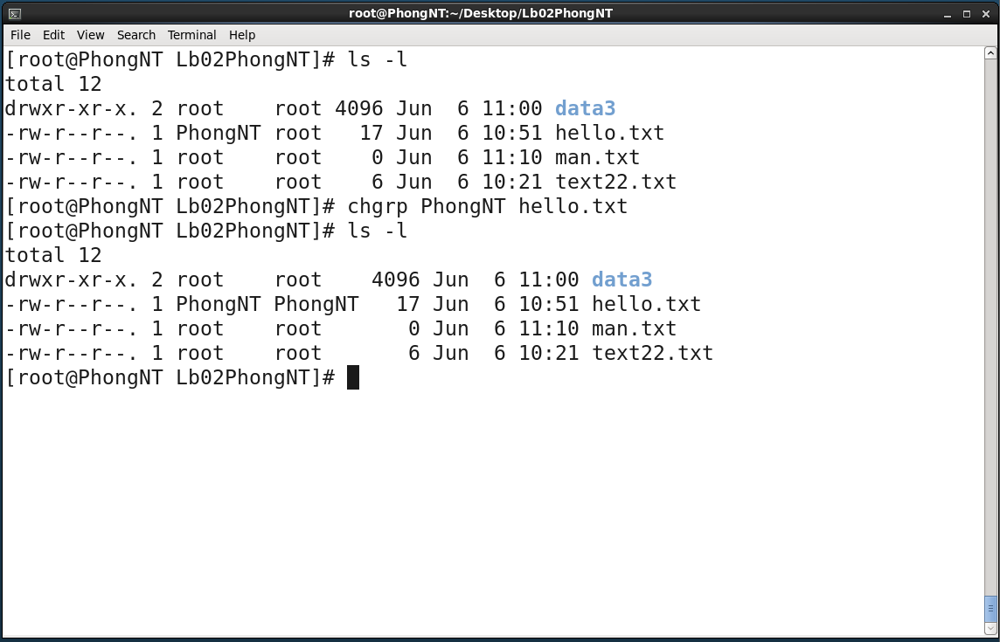 root@PhongNT:~/Desktop/Lb02PhongNT
File Edit View Search Terminal Help
[root@PhongNT Lb02PhongNT]# ls -l
total 12
drwxr-xr-x. 2 root    root 4096 Jun  6 11:00 data3
-rw-r--r--. 1 PhongNT root   17 Jun  6 10:51 hello.txt
-rw-r--r--. 1 root    root    0 Jun  6 11:10 man.txt
-rw-r--r--. 1 root    root    6 Jun  6 10:21 text22.txt
[root@PhongNT Lb02PhongNT]# chgrp PhongNT hello.txt
[root@PhongNT Lb02PhongNT]# ls -l
total 12
drwxr-xr-x. 2 root    root    4096 Jun  6 11:00 data3
-rw-r--r--. 1 PhongNT PhongNT   17 Jun  6 10:51 hello.txt
-rw-r--r--. 1 root    root       0 Jun  6 11:10 man.txt
-rw-r--r--. 1 root    root       6 Jun  6 10:21 text22.txt
[root@PhongNT Lb02PhongNT]#